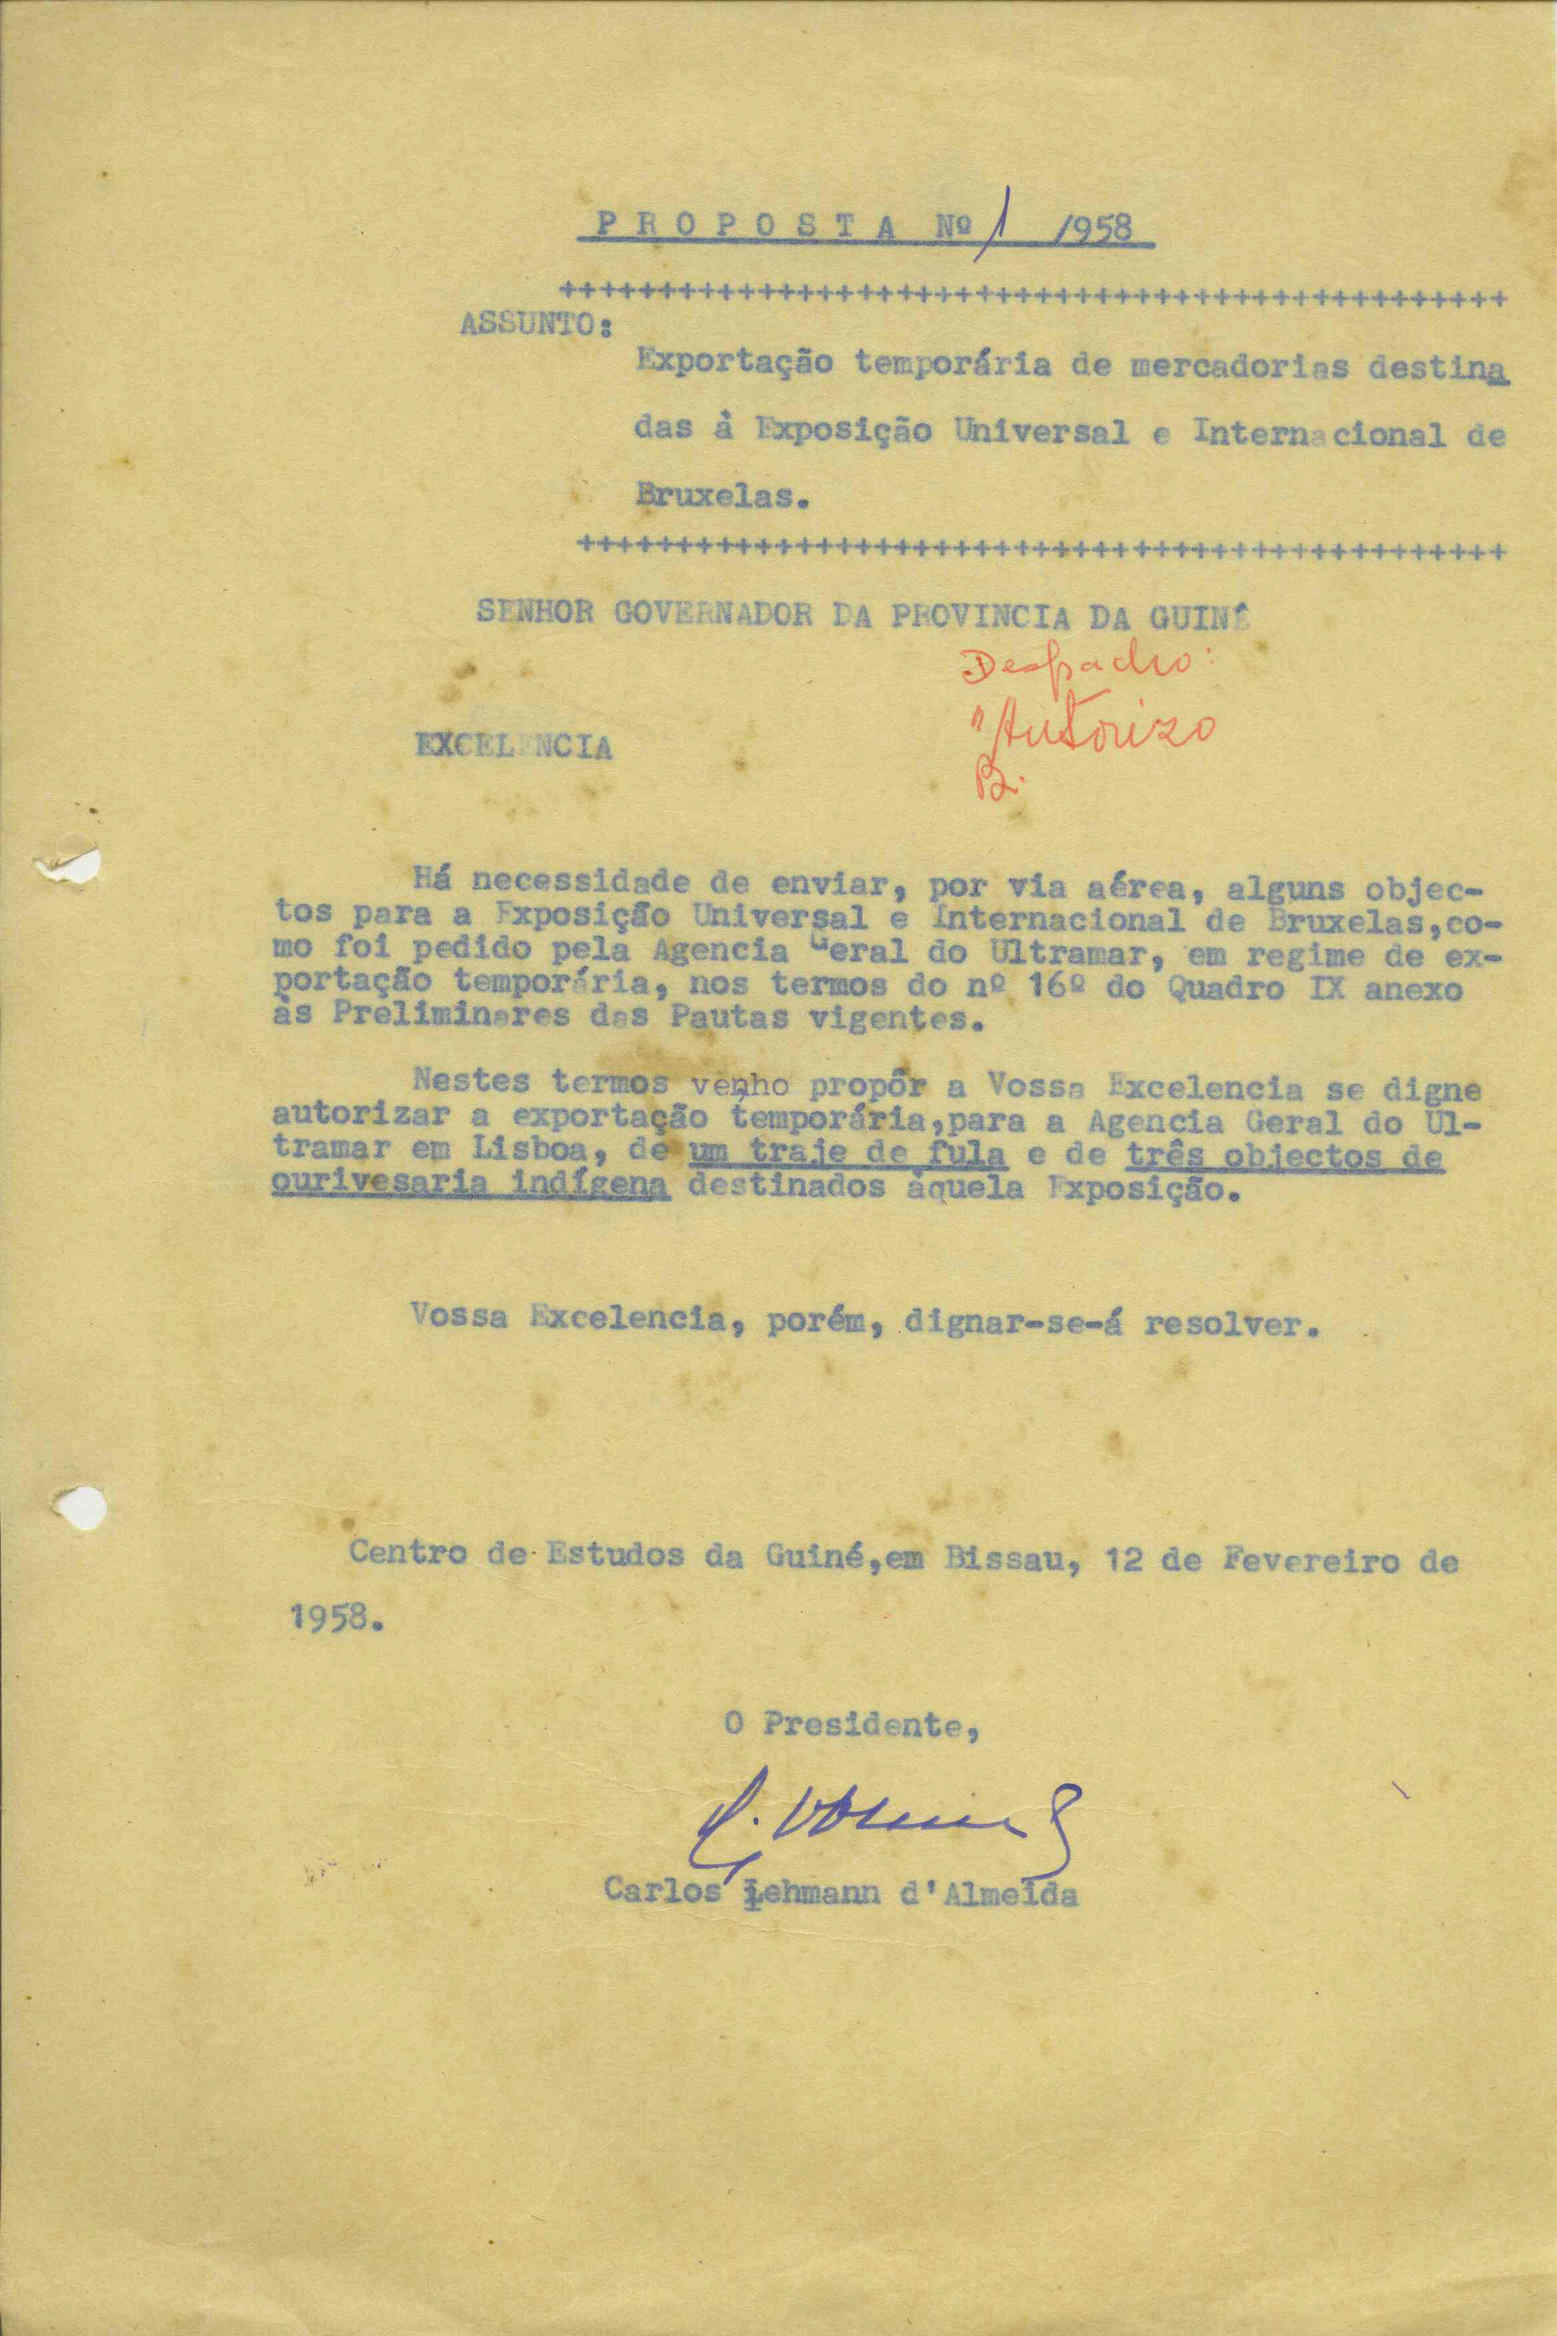 PROPOSTA Nº 1 /1958
++++++++++++++++++++++++++++++++++++++++++++++++
ASSUNTO:
Exportação temporária de mercadorias destina
das à Exposição Universal e Internacional de
Bruxelas.
+++++++++++++++++++++++++++++++++++++++++++++++
SENHOR GOVERNADOR DA PROVINCIA DA GUINÉ
Despacho:
"Autorizo
EXCELENCIA
Há necessidade de enviar, por via aérea, alguns objec-
tos para a Exposição Universal e Internacional de Bruxelas,co-
mo foi pedido pela Agencia Geral do Ultramar, em regime de ex-
portação temporária, nos termos do nº 16º do Quadro IX anexo
às Preliminares das Pautas vigentes.
Nestes termos venho propôr a Vossa Excelencia se digne
autorizar a exportação temporária,para a Agencia Geral do Ul-
tramar em Lisboa, de um traje de fula e de três objectos de
ourivesaria indígena destinados àquela Exposição.
Vossa Excelencia, porém, dignar-se-á resolver.
Centro de Estudos da Guiné,em Bissau, 12 de Fevereiro de
1958.
O Presidente,
Carlos Lehmann d'Almeida